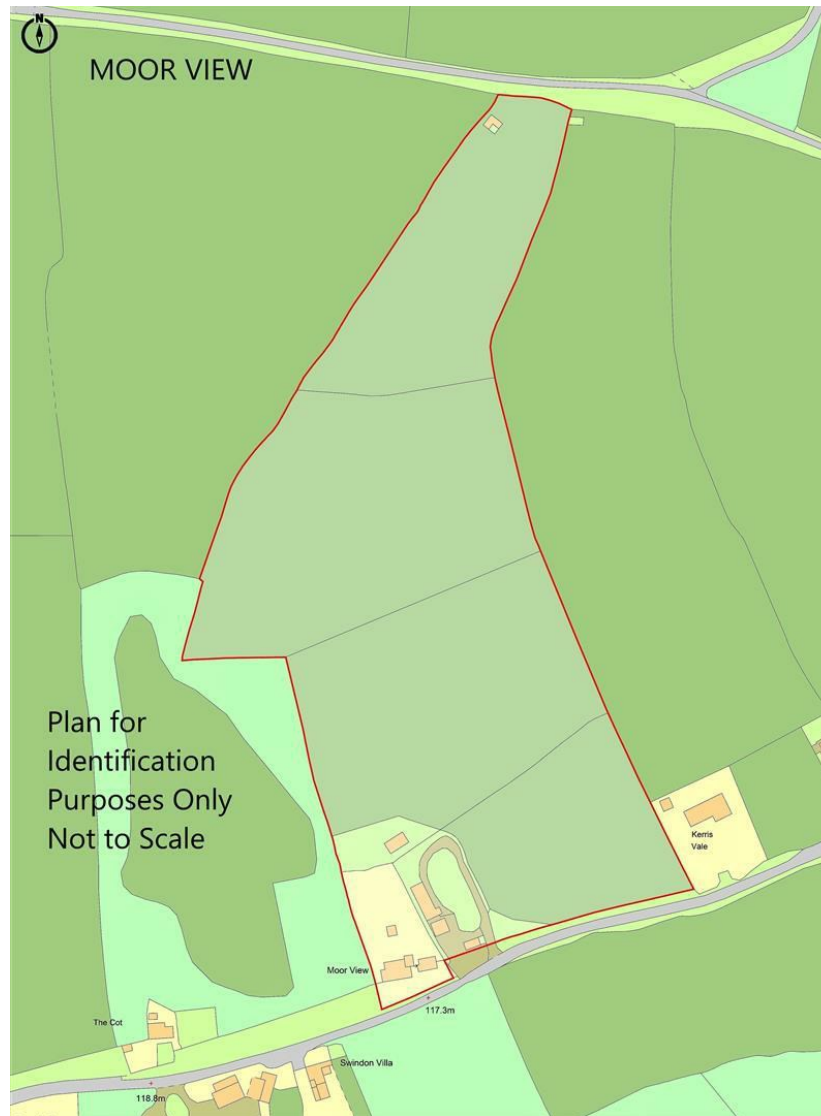 N
MOOR VIEW
Plan for
Identification
Purposes Only
Not to Scale
Kerris
Vale
Moor View
117.3m
The Cot
Swindon Villa
118.8m